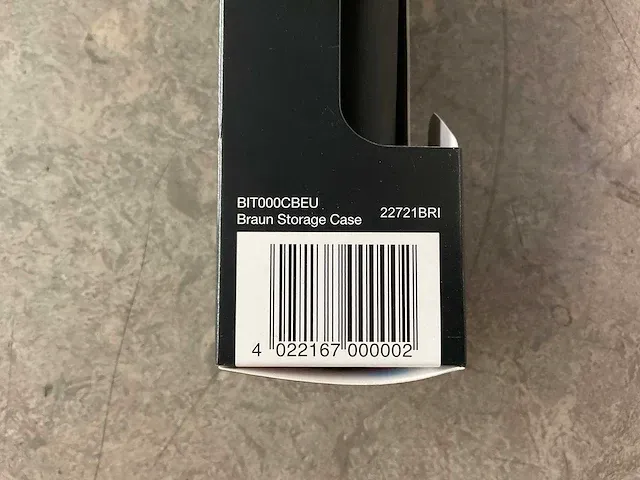 BIT000CBEU
Braun Storage Case 22721BRI
4 022167 000002